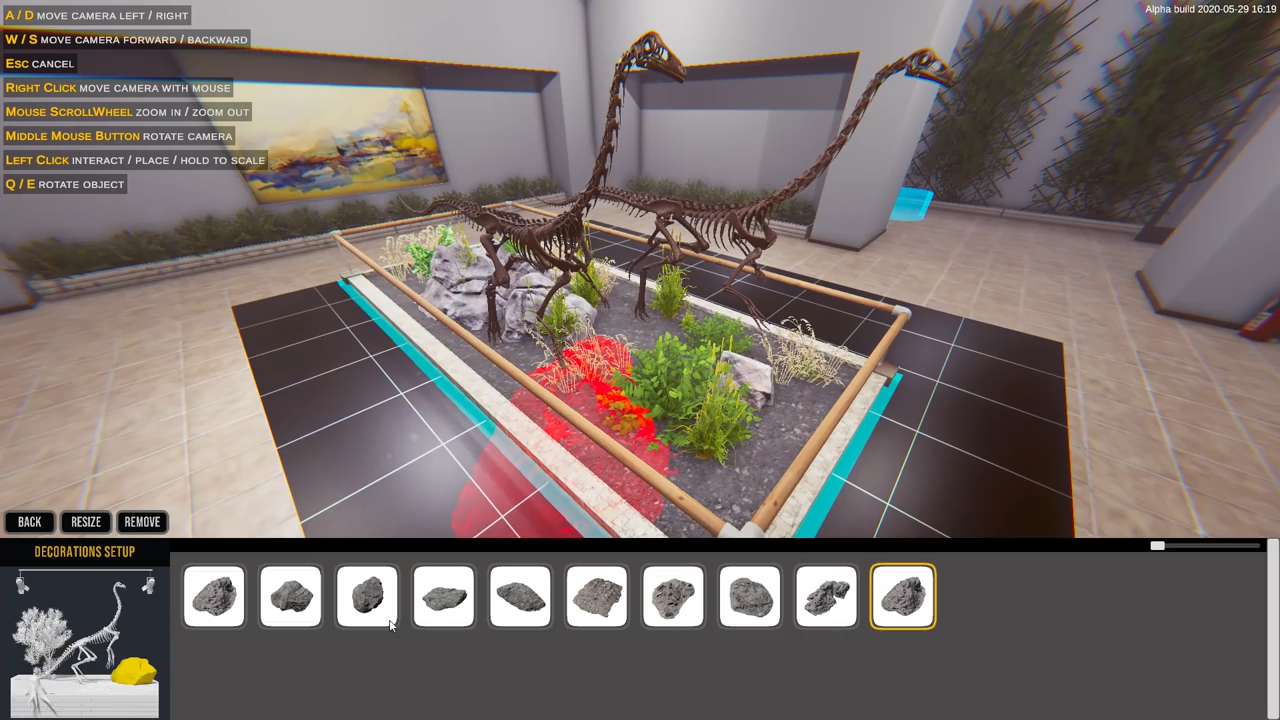 Alpha build 2020-05-29 16:19
A / D MOVE CAMERA LEFT / RIGHT
W / S MOVE CAMERA FORWARD / BACKWARD
ESC CANCEL
RIGHT CLICK MOVE CAMERA WITH MOUSE
MOUSE SCROLLWHEEL ZOOM IN / ZOOM OUT
MIDDLE MOUSE BUTTON ROTATE CAMERA
LEFT CLICK INTERACT / PLACE / HOLD TO SCALE
Q / E ROTATE OBJECT
BACK RESIZE REMOVE
DECORATIONS SETUP